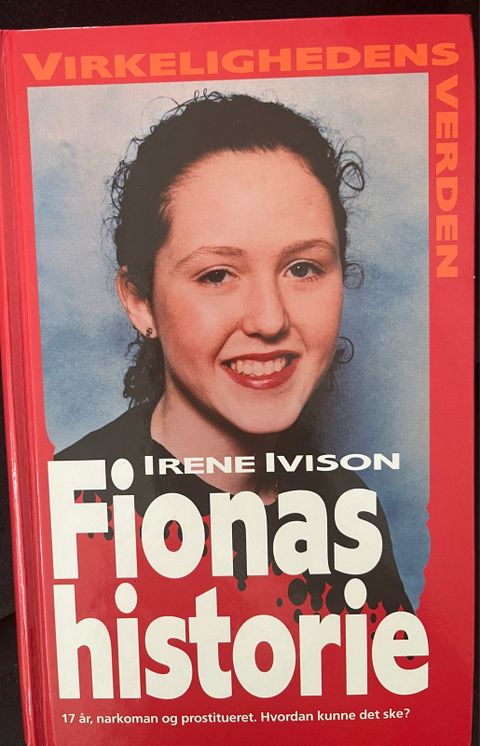 VIRKELIGHEDENS
VERDEN
IRENE IVISON
Fionas
historie
17 år, narkoman og prostitueret. Hvordan kunne det ske?